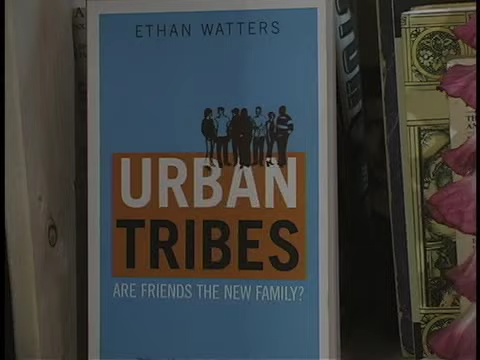 ETHAN WATTERS
URBAN
TRIBES
ARE FRIENDS THE NEW FAMILY?